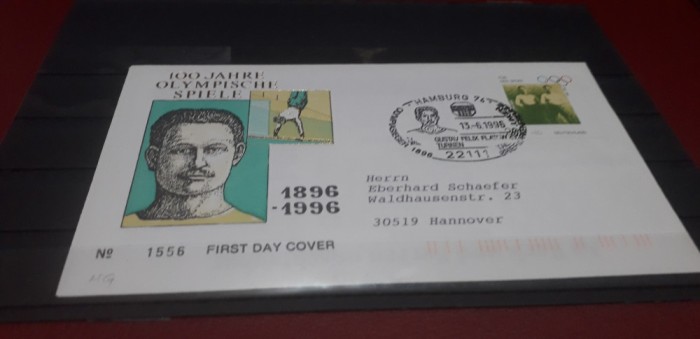 100 JAHRE
OLYMPISCHE
SPIELE
1896
-1996
Nº 1556 FIRST DAY COVER
HAMBURG
13.-6.1996
GUSTAV FELIX
TURNEN
1896
22111
Herrn
Eberhard Schaefer
Waldhausenstr. 23
30519 Hannover